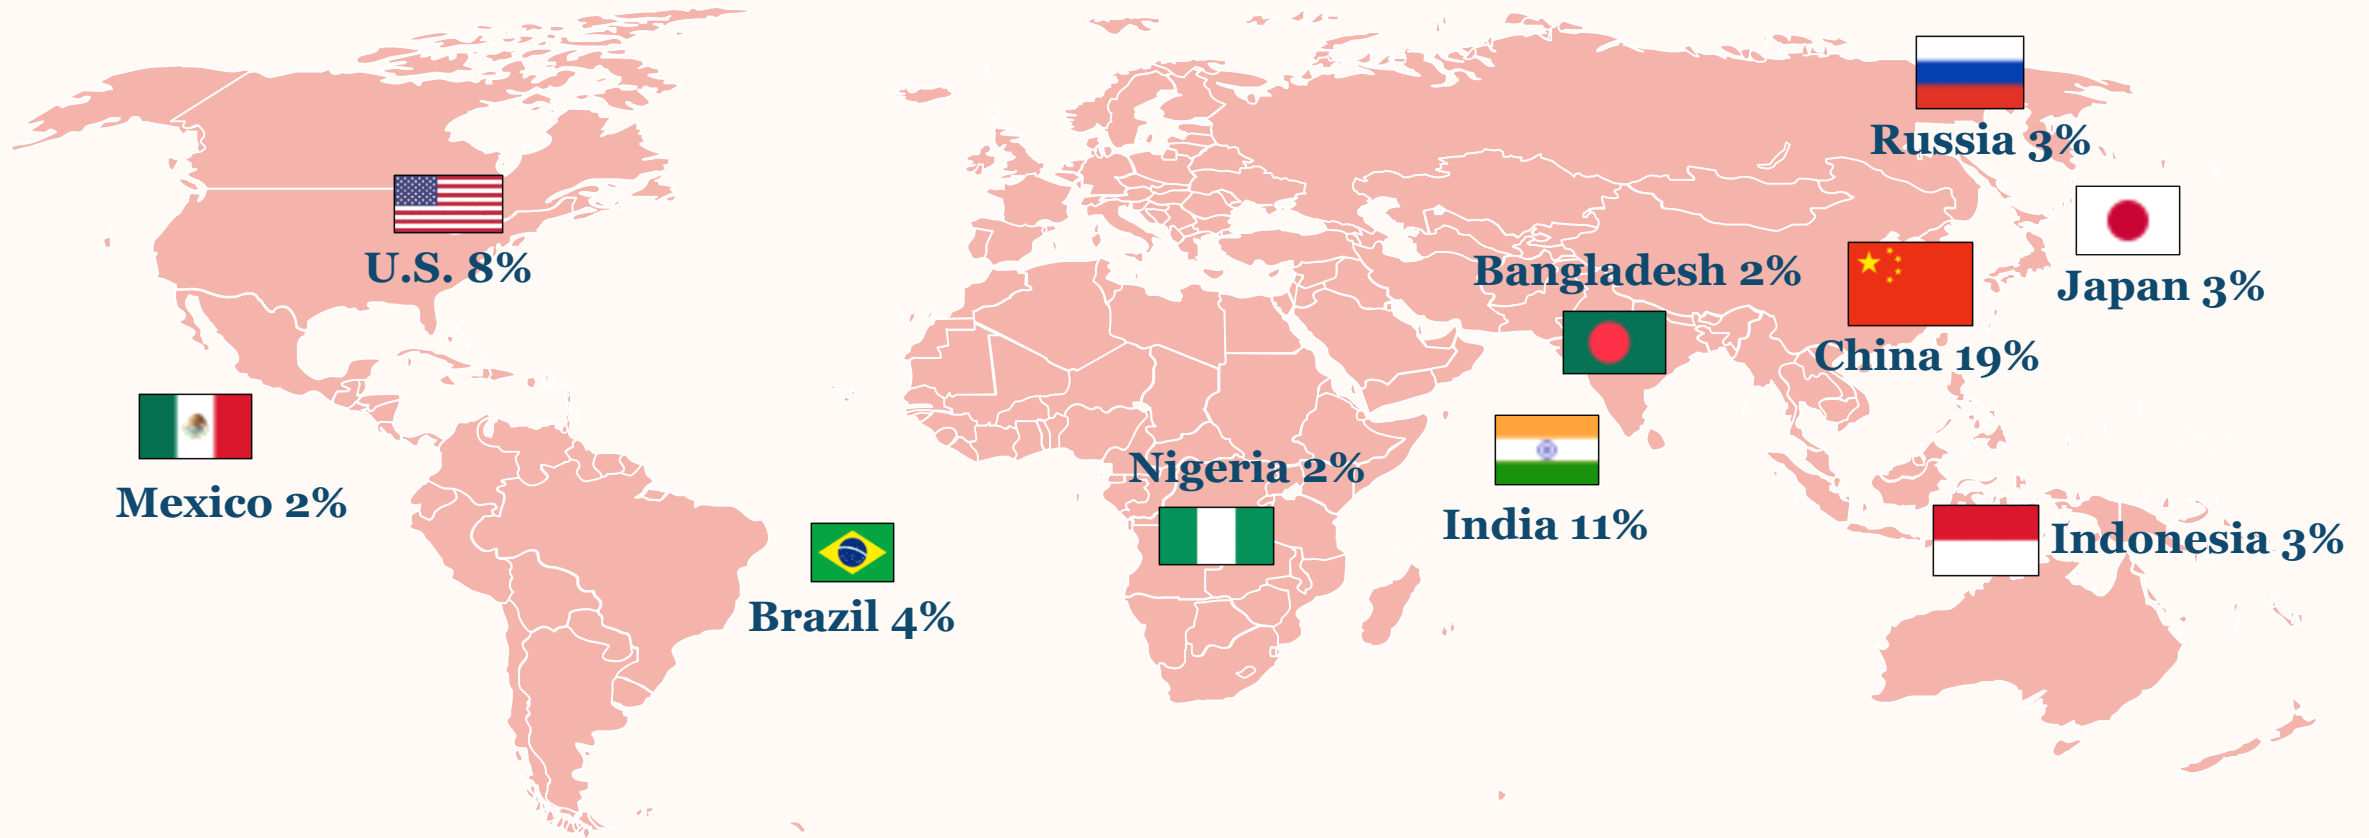 Russia 3%
U.S. 8%
Bangladesh 2%
Japan 3%
China 19%
Nigeria 2%
Mexico 2%
India 11%
Indonesia 3%
Brazil 4%